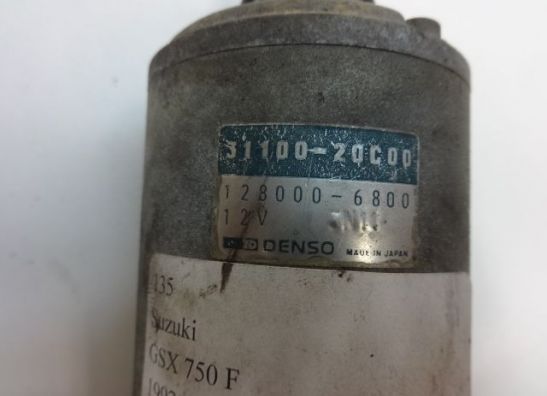 31100-20C00
128000-6800
12V
DENSO MADE IN JAPAN
135
Suzuki
GSX 750 F